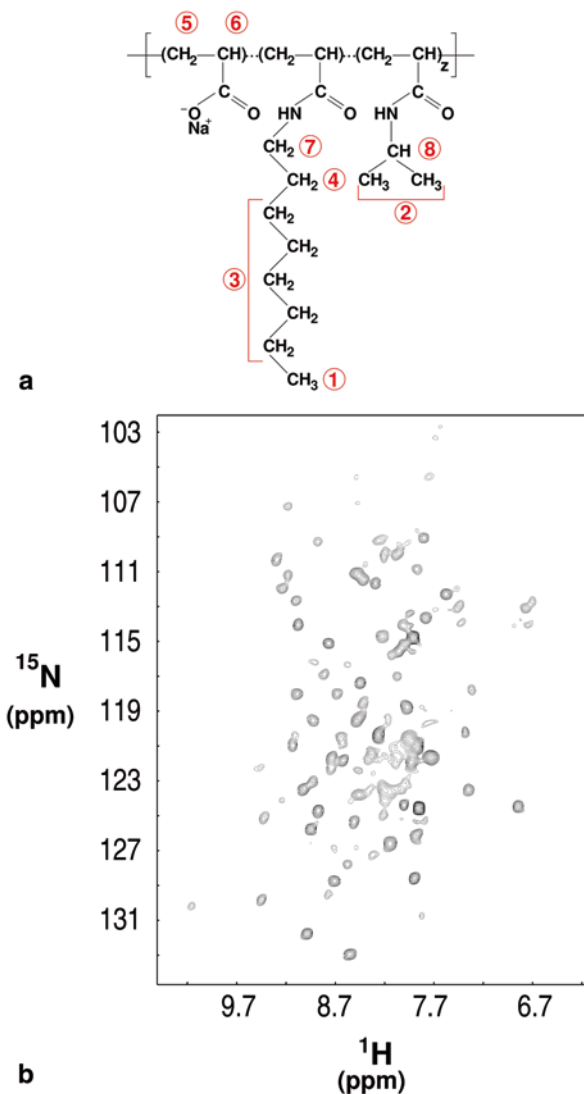 ⑤ ⑥
(CH₂ CH)···(CH₂ CH)···(CH₂ CH)z
⁻O C O HN C O HN C O
Na⁺
CH₂ ⑦ CH ⑧
CH₂ ④ CH₃ CH₃
CH₂ ②
CH₂
③ CH₂
CH₂
CH₂
CH₃ ①
a
103
107
111
115
¹⁵N
119
(ppm)
123
127
131
9.7 8.7 7.7 6.7
¹H
(ppm)
b